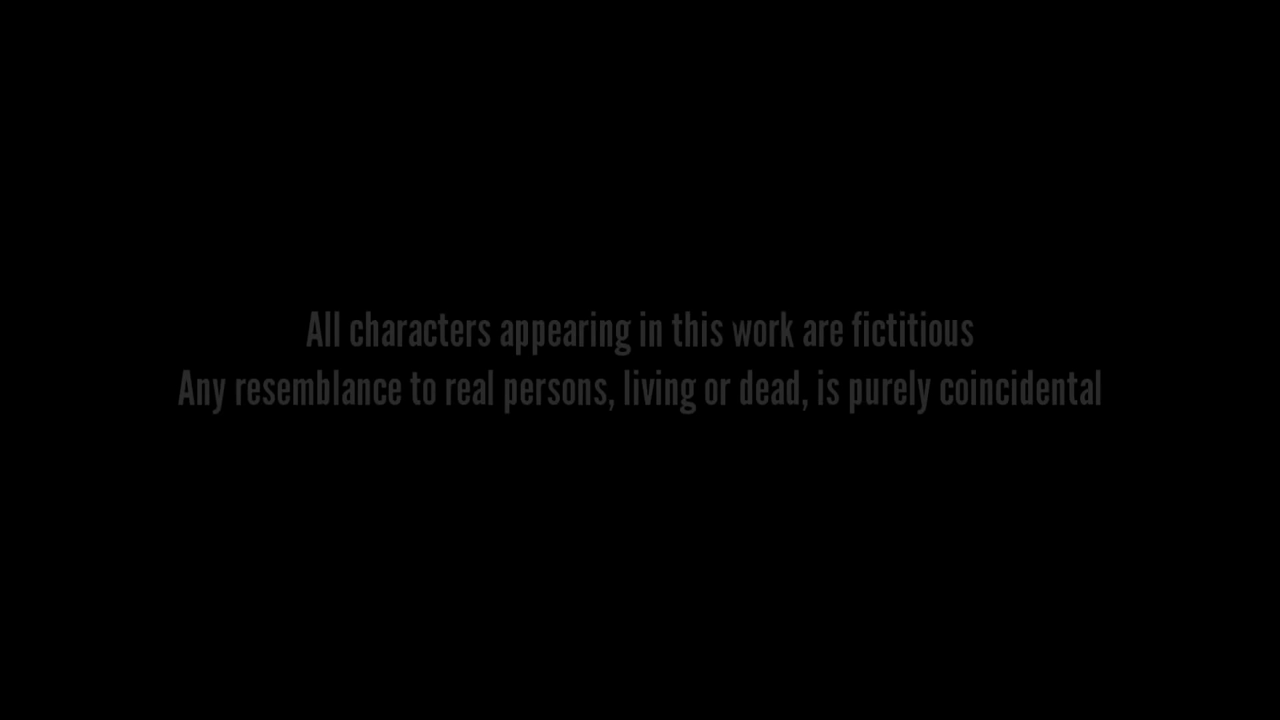 All characters appearing in this work are fictitious
Any resemblance to real persons, living or dead, is purely coincidental